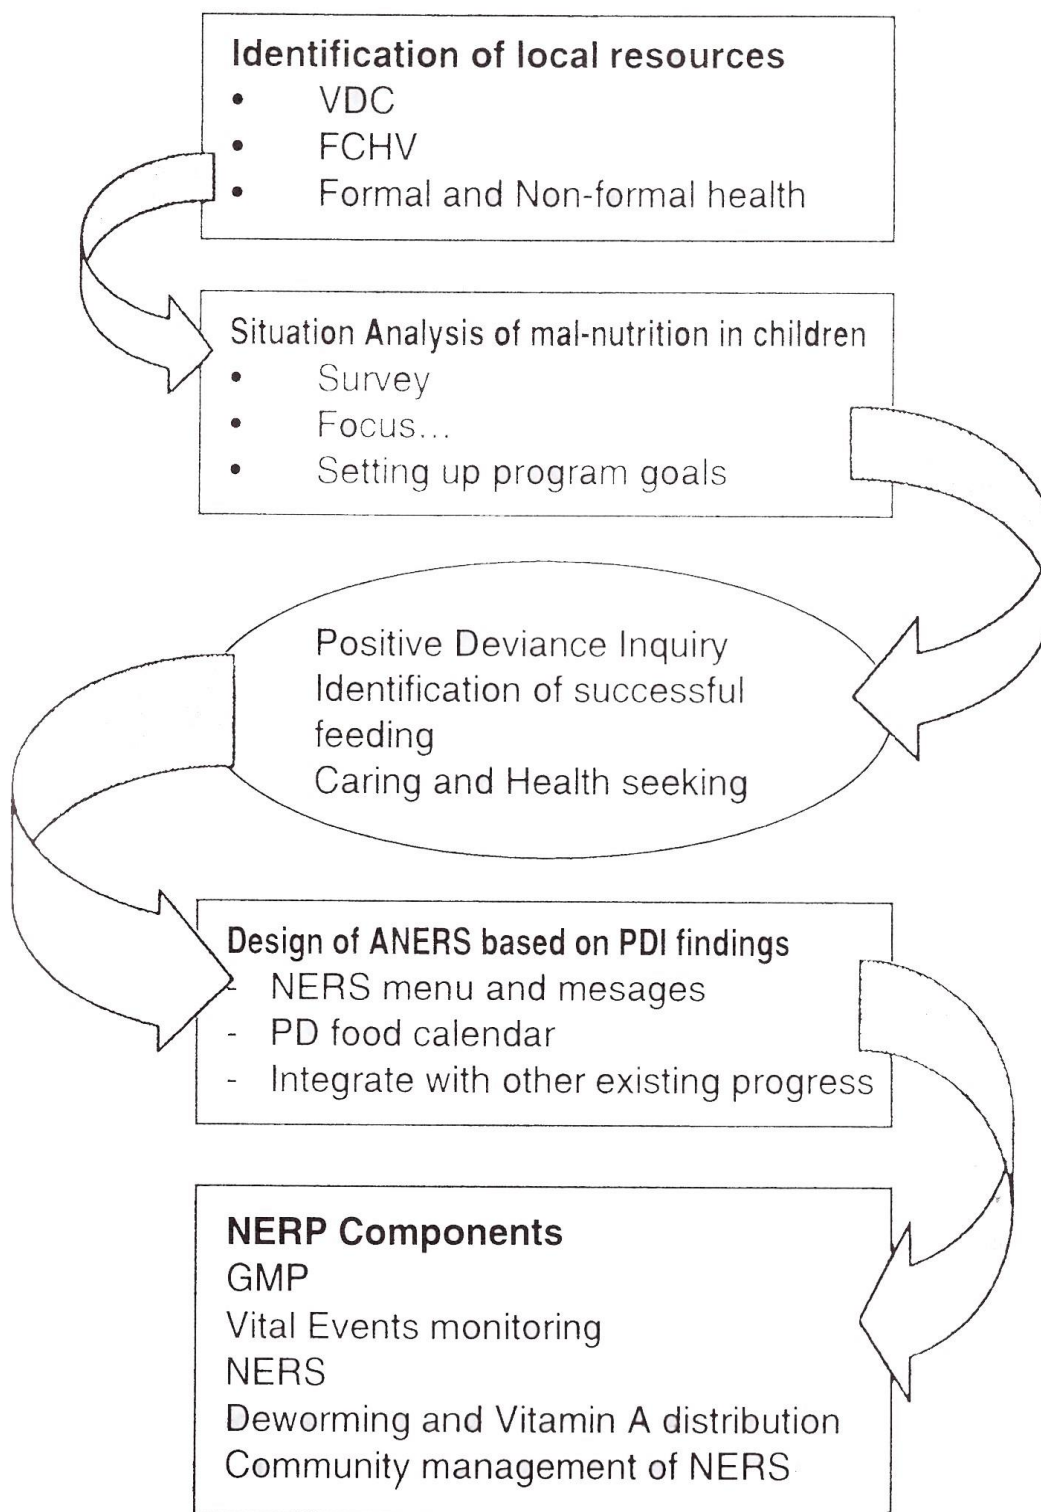 Identification of local resources
• VDC
• FCHV
• Formal and Non-formal health
Situation Analysis of mal-nutrition in children
• Survey
• Focus...
• Setting up program goals
Positive Deviance Inquiry
Identification of successful
feeding
Caring and Health seeking
Design of ANERS based on PDI findings
- NERS menu and mesages
- PD food calendar
- Integrate with other existing progress
NERP Components
GMP
Vital Events monitoring
NERS
Deworming and Vitamin A distribution
Community management of NERS